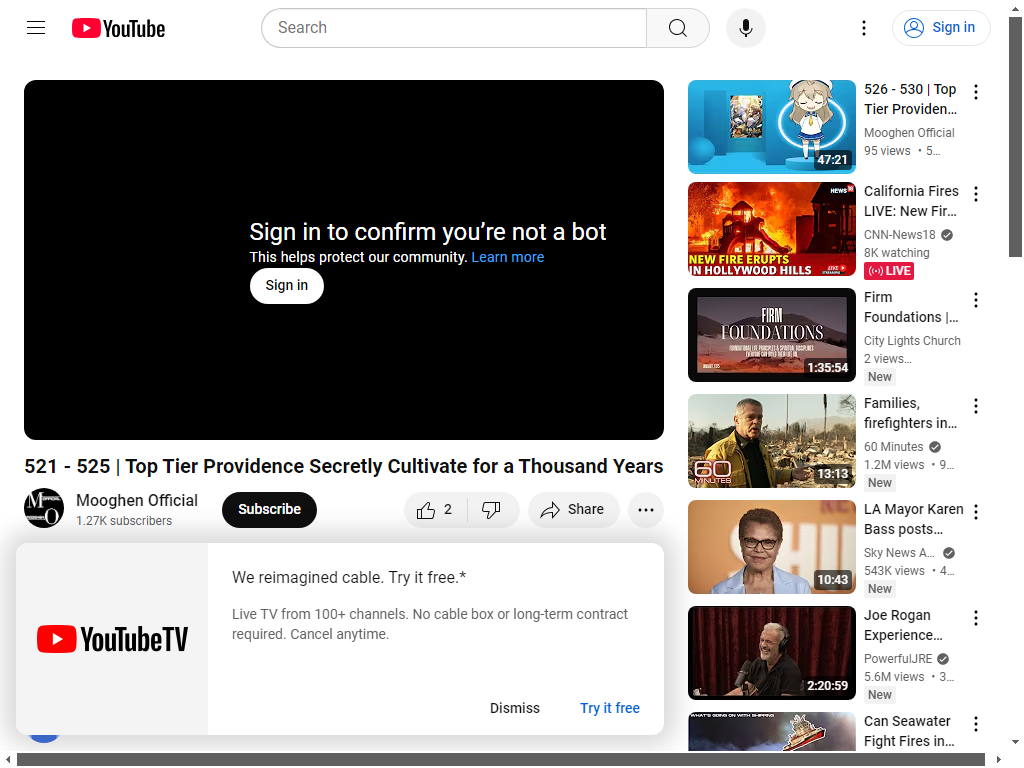 YouTube
Search
Sign in
Sign in to confirm you’re not a bot
This helps protect our community. Learn more
Sign in
521 - 525 | Top Tier Providence Secretly Cultivate for a Thousand Years
Mooghen Official
1.27K subscribers
Subscribe
2
Share
We reimagined cable. Try it free.*
Live TV from 100+ channels. No cable box or long-term contract
required. Cancel anytime.
YouTubeTV
Dismiss
Try it free
47:21
526 - 530 | Top
Tier Providen…
Mooghen Official
95 views • 5…
NEWS18
NEW FIRE ERUPTS
IN HOLLYWOOD HILLS
LIVE
California Fires
LIVE: New Fir…
CNN-News18
8K watching
LIVE
FIRM
FOUNDATIONS
1:35:54
Firm
Foundations |…
City Lights Church
2 views…
New
60
MINUTES
13:13
Families,
firefighters in…
60 Minutes
1.2M views • 9…
New
10:43
LA Mayor Karen
Bass posts…
Sky News A…
543K views • 4…
New
2:20:59
Joe Rogan
Experience…
PowerfulJRE
5.6M views • 3…
New
WHAT'S GOING ON WITH SHIPPING
Can Seawater
Fight Fires in…